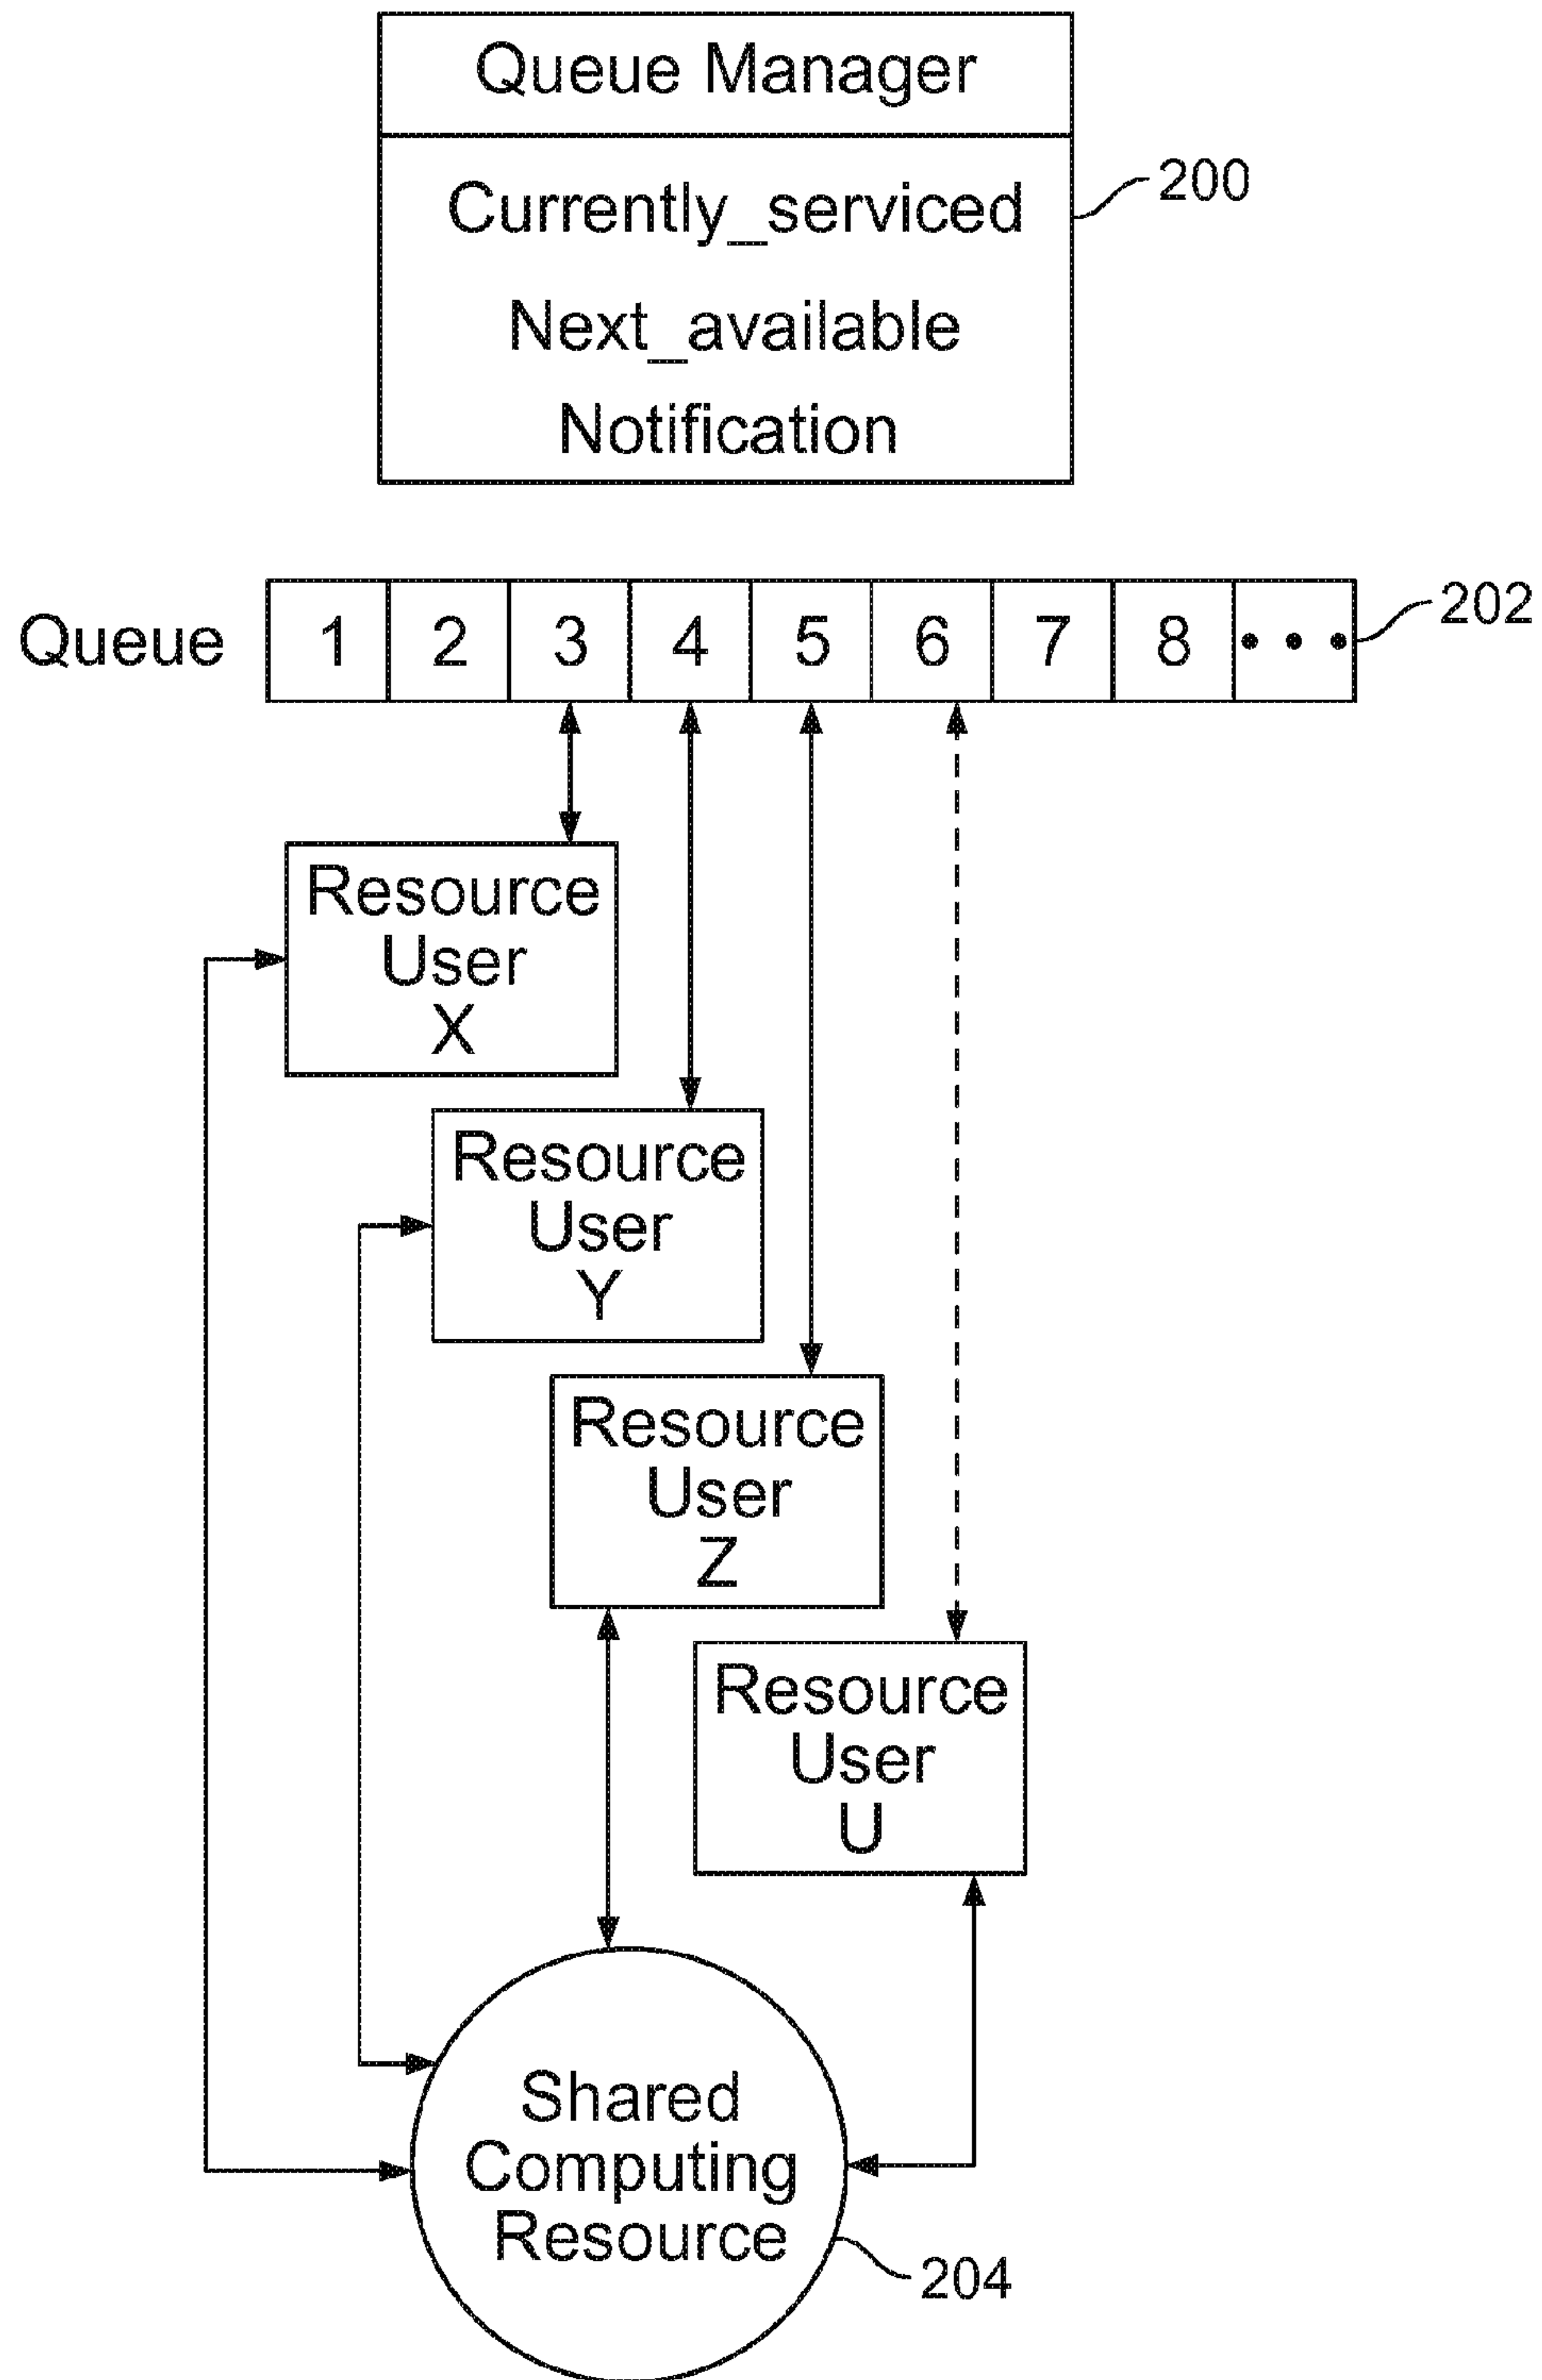 Queue Manager
Currently_serviced
200
Next_available
Notification
Queue 1 2 3 4 5 6 7 8 • • •
202
Resource
User
X
Resource
User
Y
Resource
User
Z
Resource
User
U
Shared
Computing
Resource
204